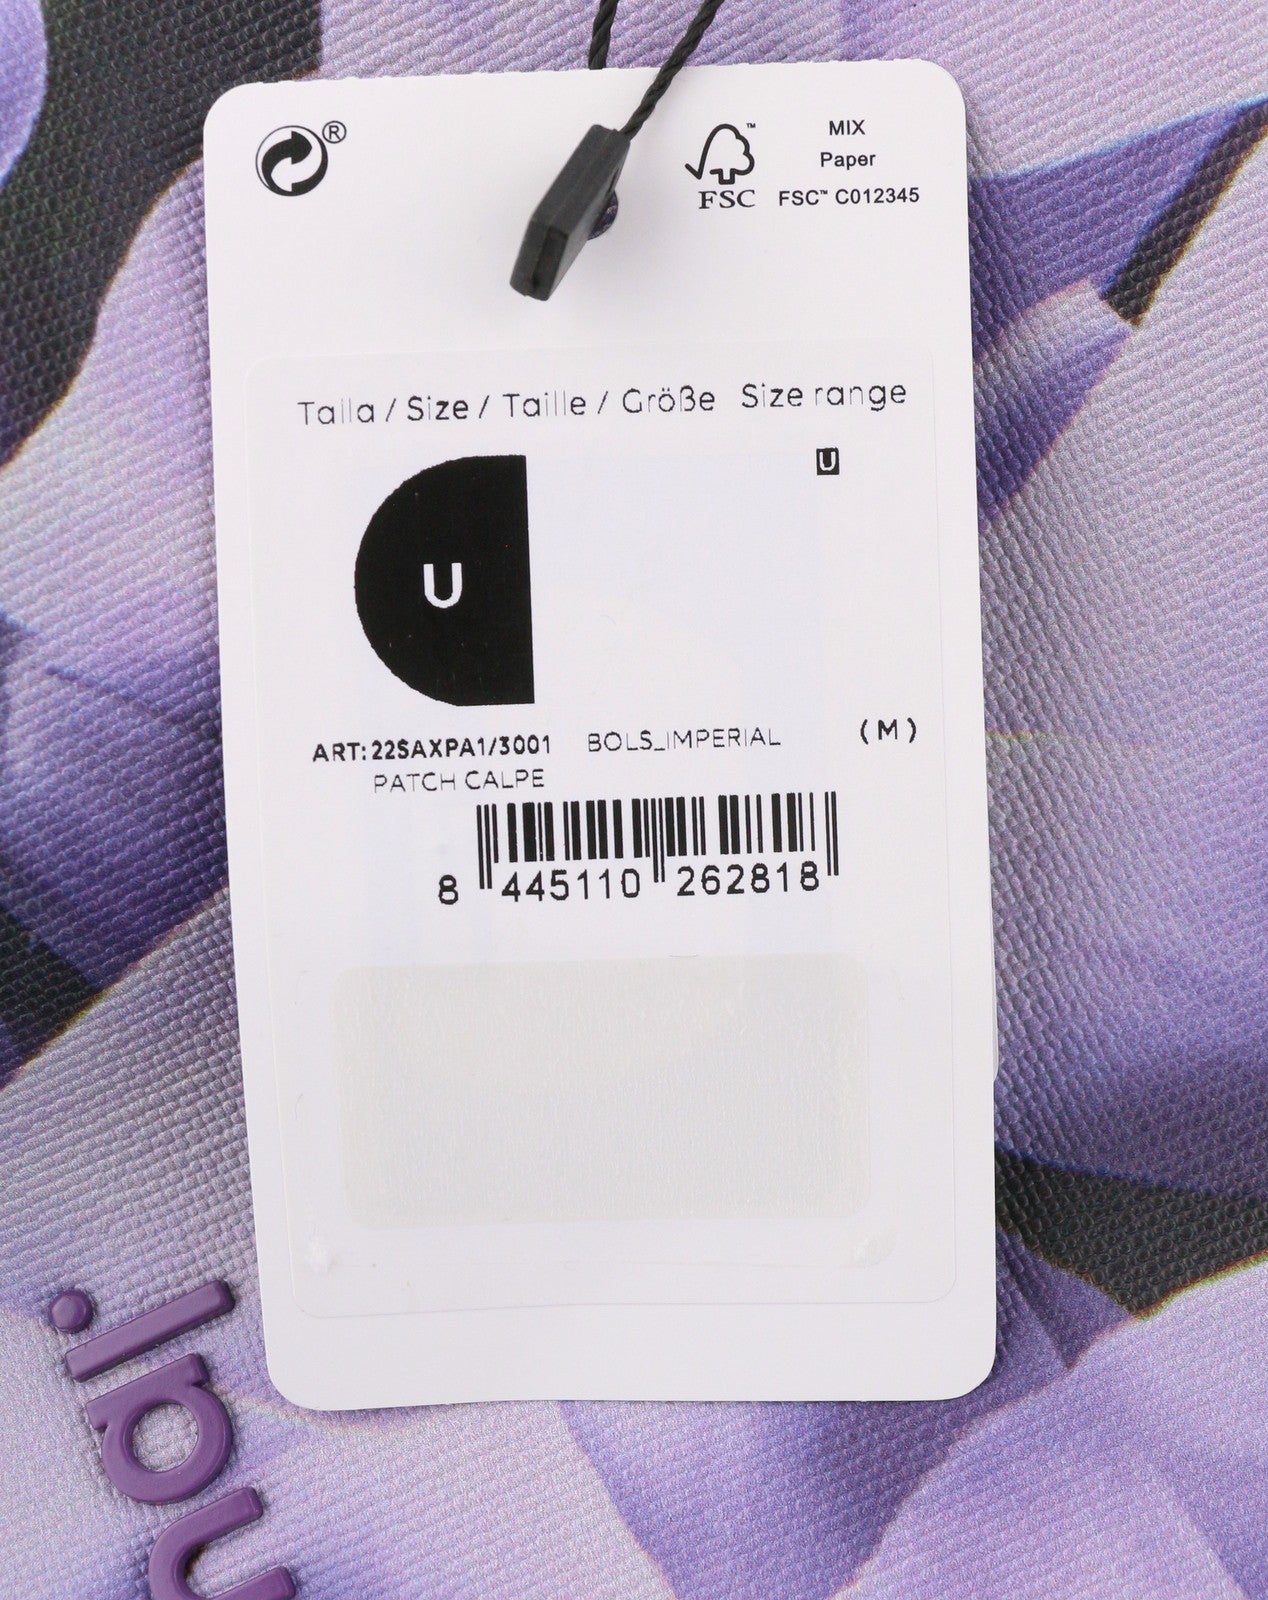 ®
™ MIX
Paper
FSC FSC™ C012345
Talla / Size / Taille / Größe Size range
U
U
ART: 22SAXPA1/3001 BOLS_IMPERIAL (M)
PATCH CALPE
8 445110 262818